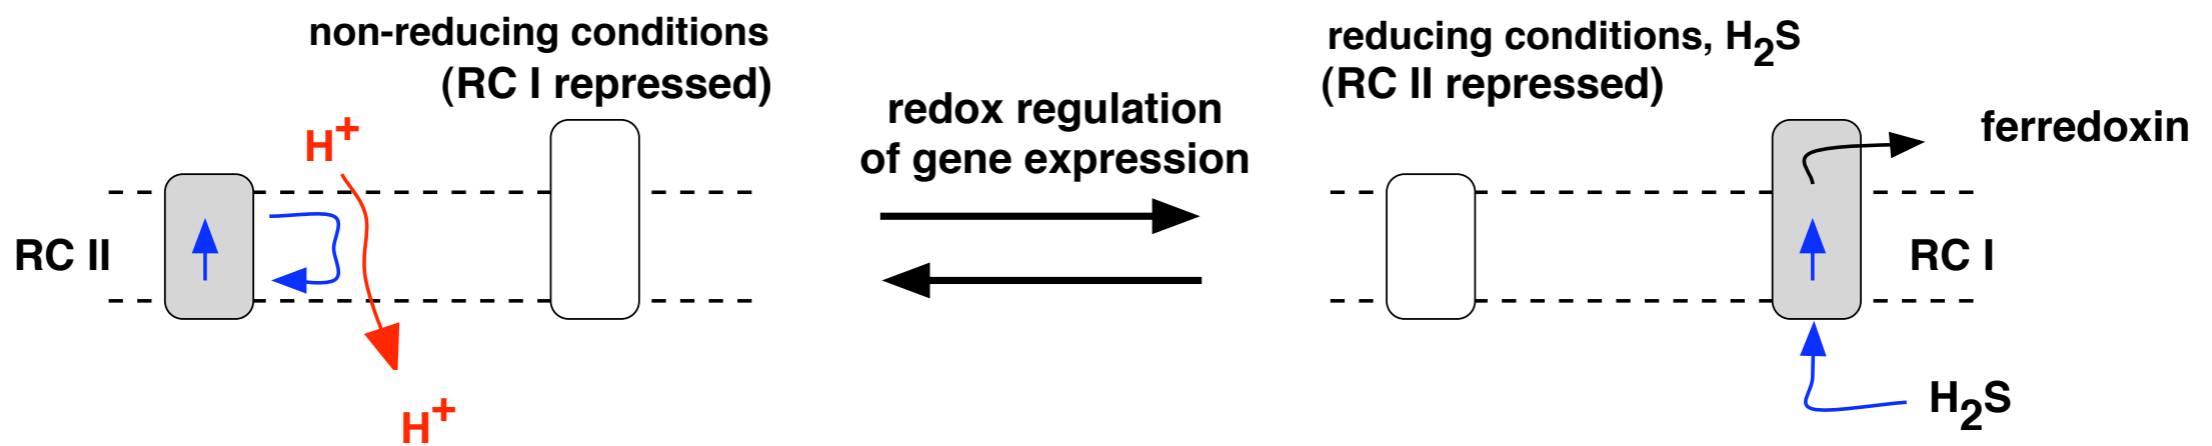 non-reducing conditions
(RC I repressed)
H+
RC II
H+
redox regulation
of gene expression
reducing conditions, H2S
(RC II repressed)
ferredoxin
RC I
H2S